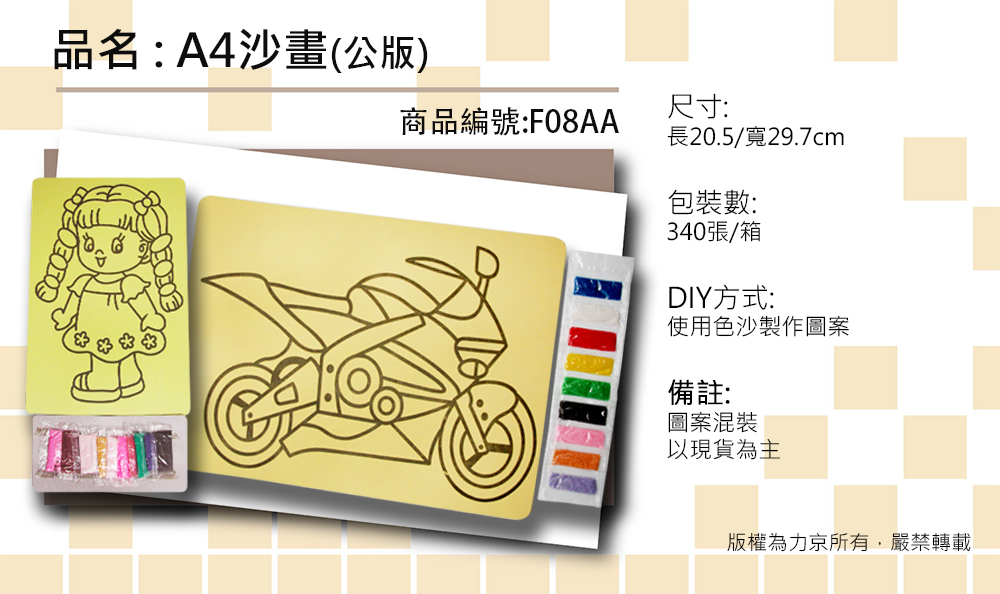 品名 : A4沙畫(公版)
商品編號:F08AA
尺寸:
長20.5/寬29.7cm
包裝數:
340張/箱
DIY方式:
使用色沙製作圖案
備註:
圖案混裝
以現貨為主
版權為力京所有，嚴禁轉載